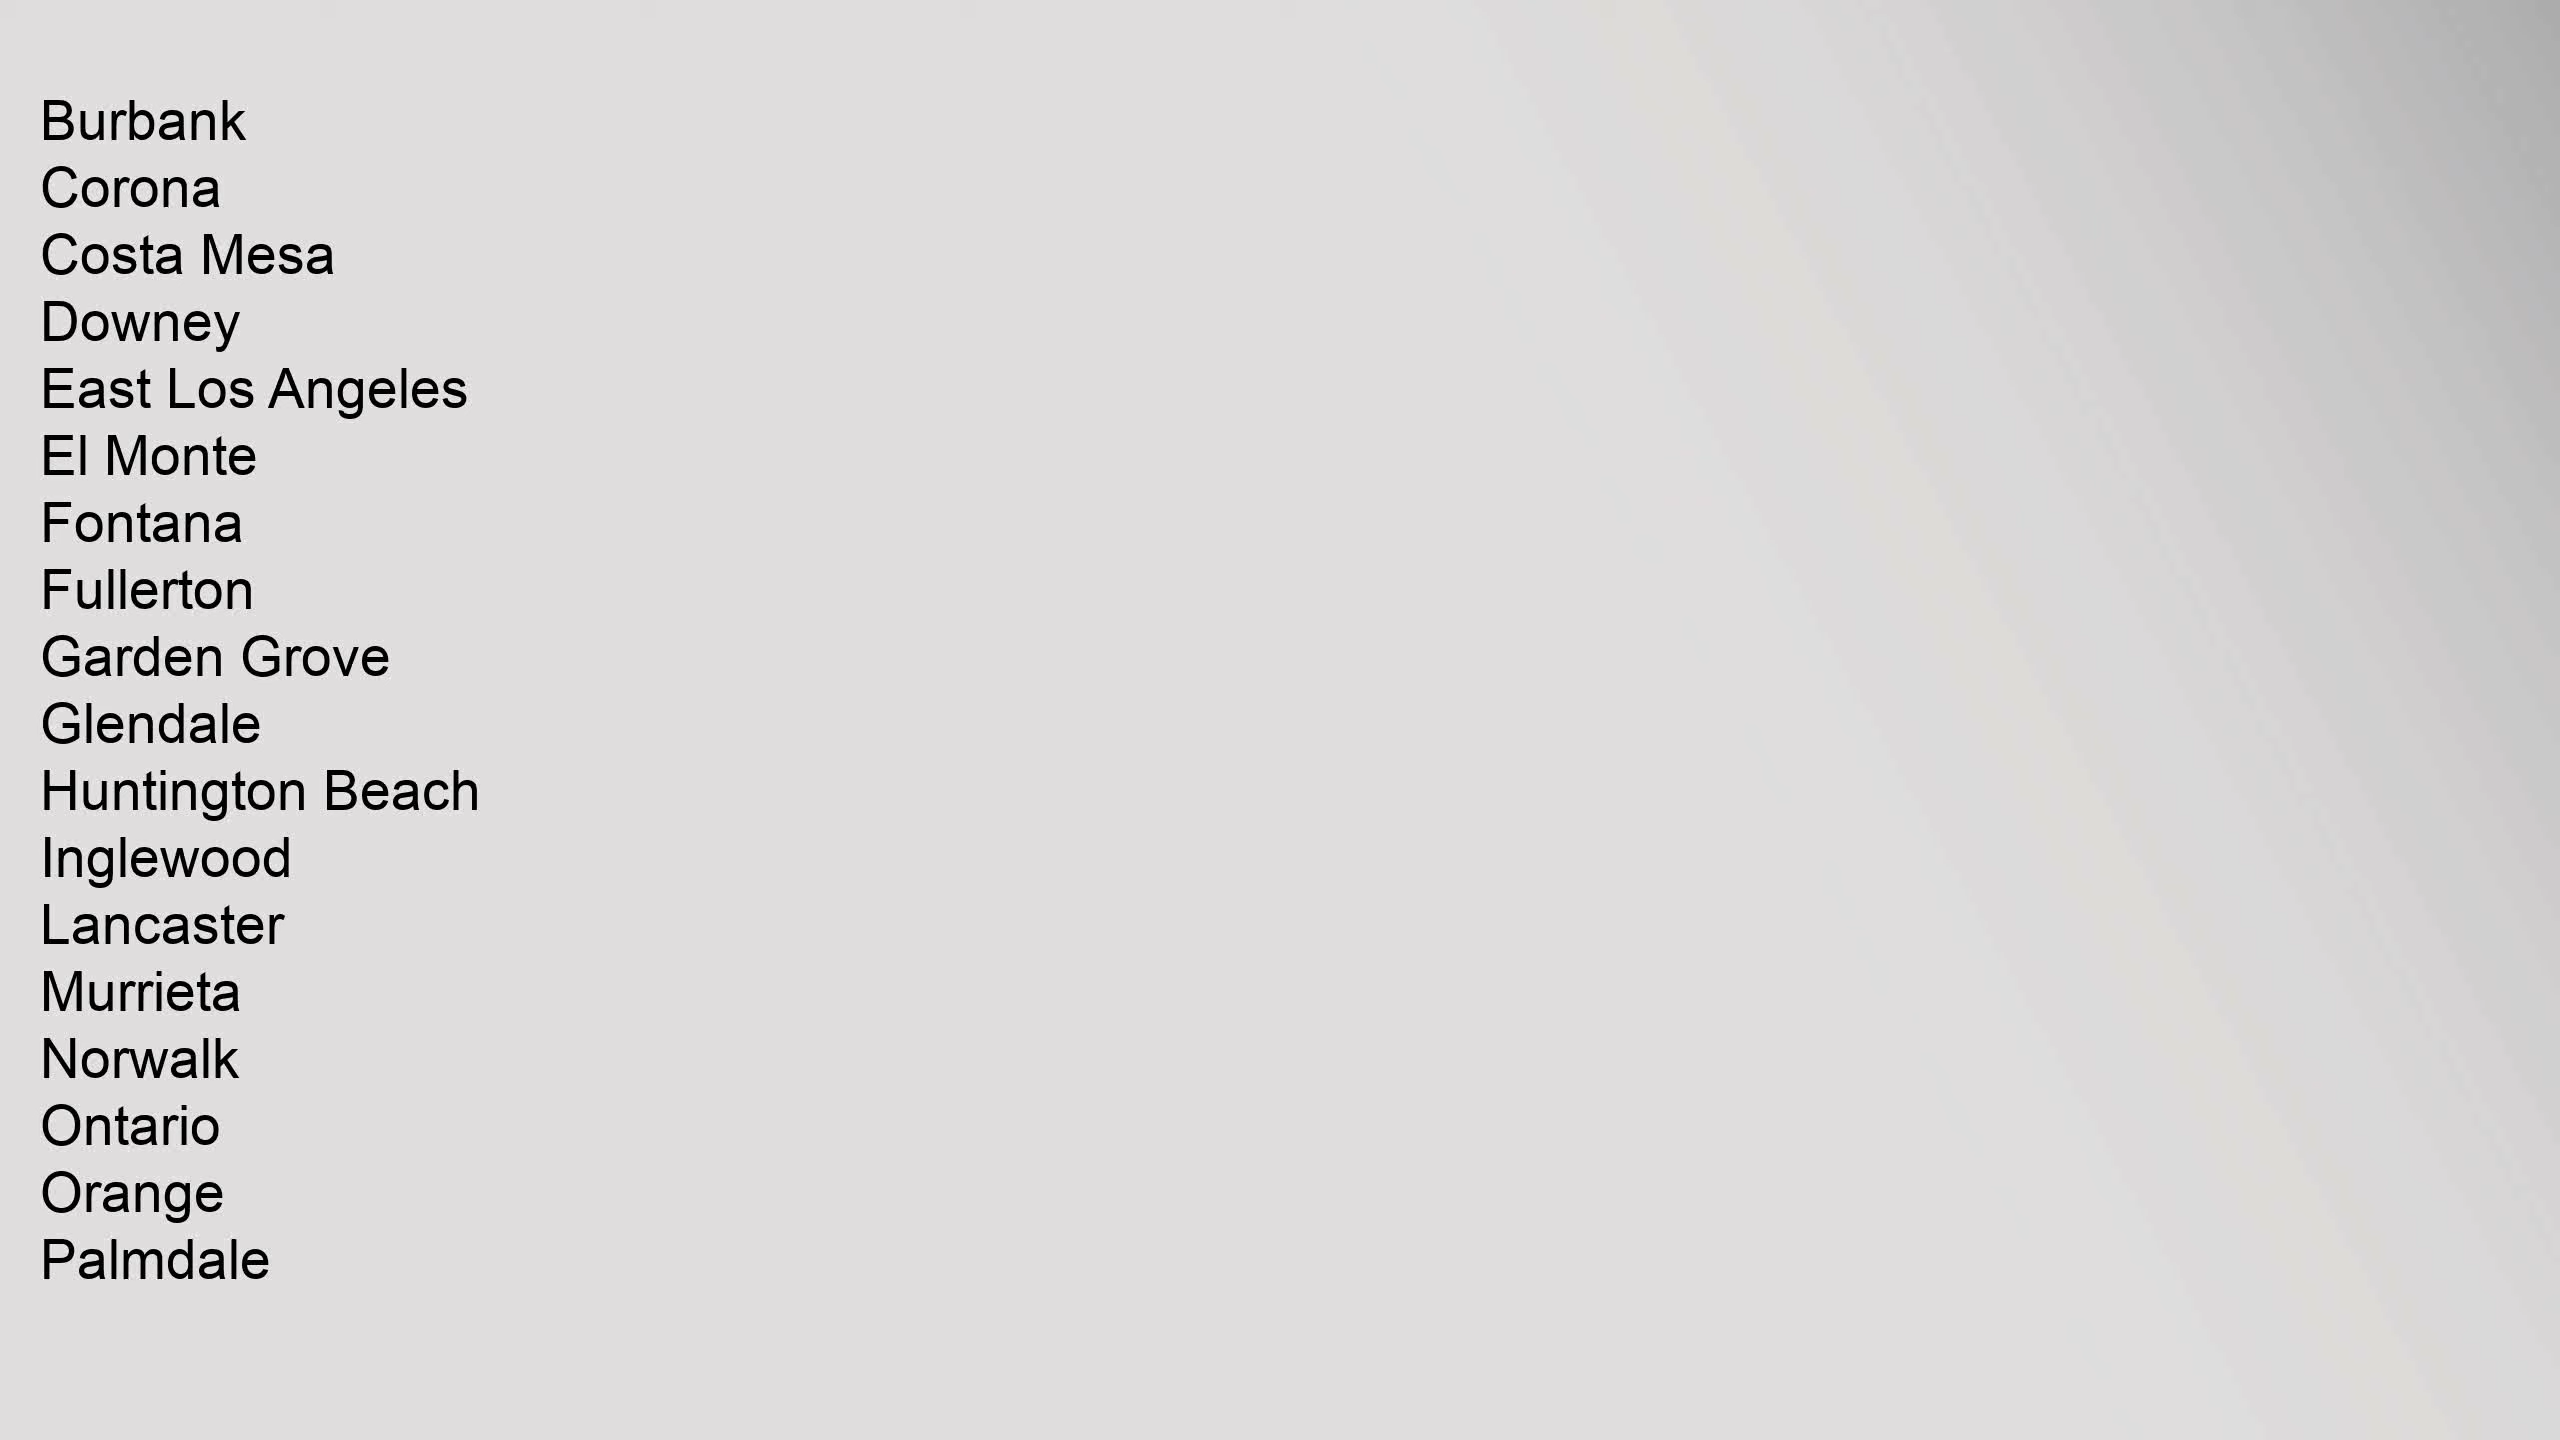 Burbank
Corona
Costa Mesa
Downey
East Los Angeles
El Monte
Fontana
Fullerton
Garden Grove
Glendale
Huntington Beach
Inglewood
Lancaster
Murrieta
Norwalk
Ontario
Orange
Palmdale